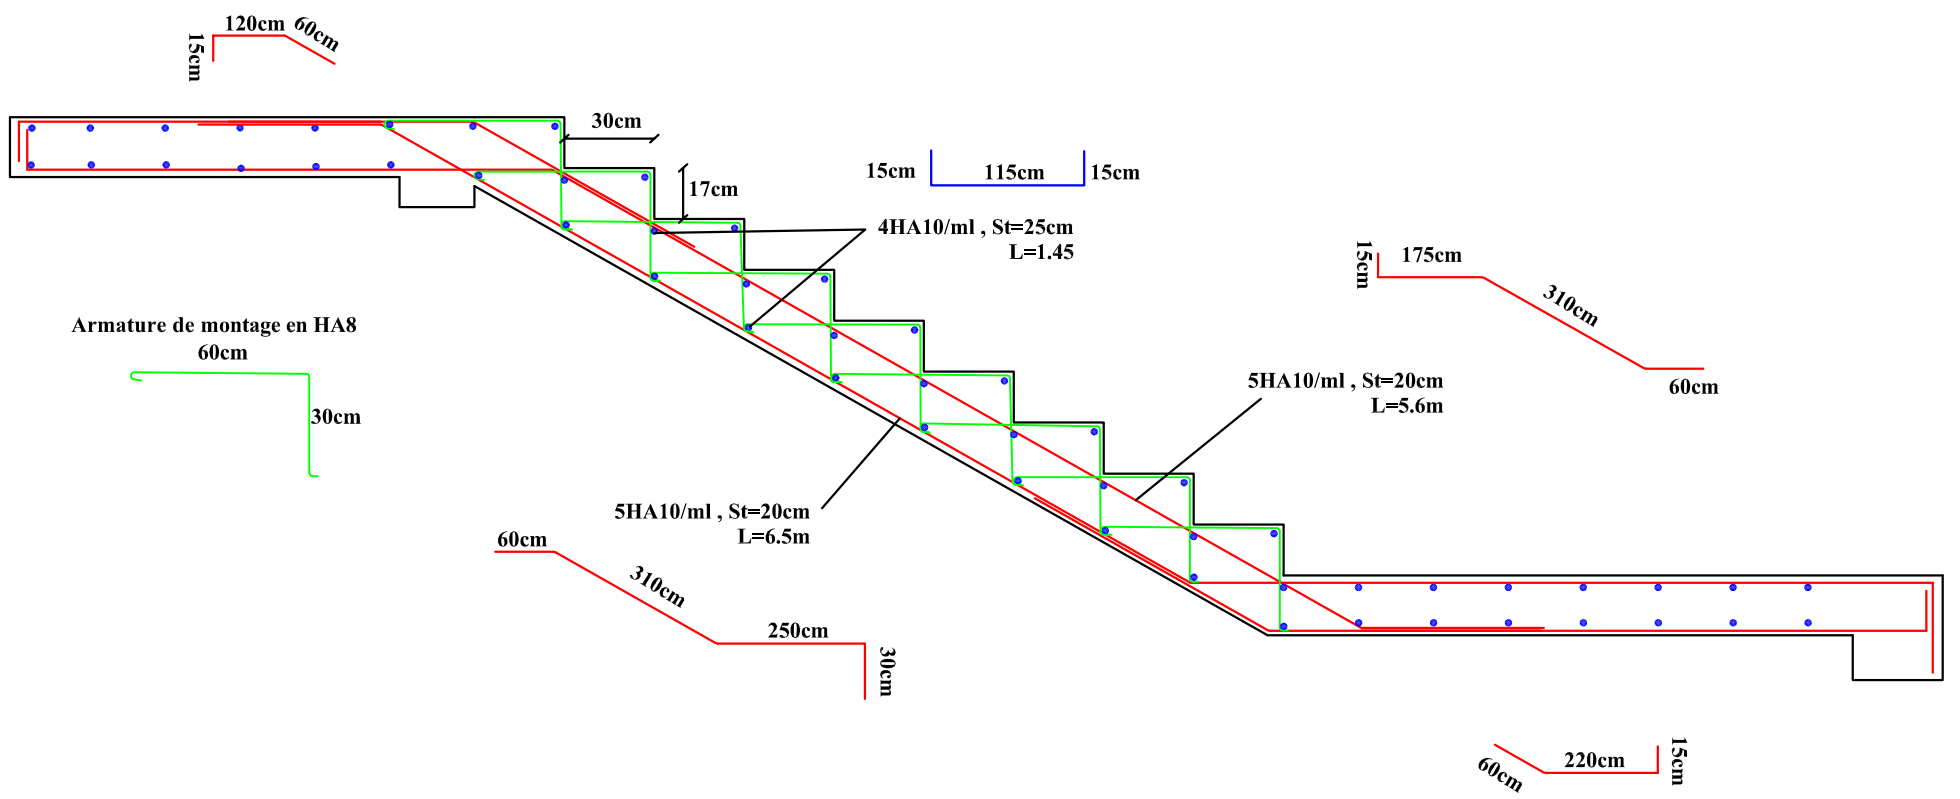 120cm
60cm
15cm
30cm
17cm
15cm
115cm
15cm
4HA10/ml , St=25cm
L=1.45
15cm
175cm
310cm
60cm
Armature de montage en HA8
60cm
30cm
5HA10/ml , St=20cm
L=5.6m
5HA10/ml , St=20cm
L=6.5m
60cm
310cm
250cm
30cm
60cm
220cm
15cm